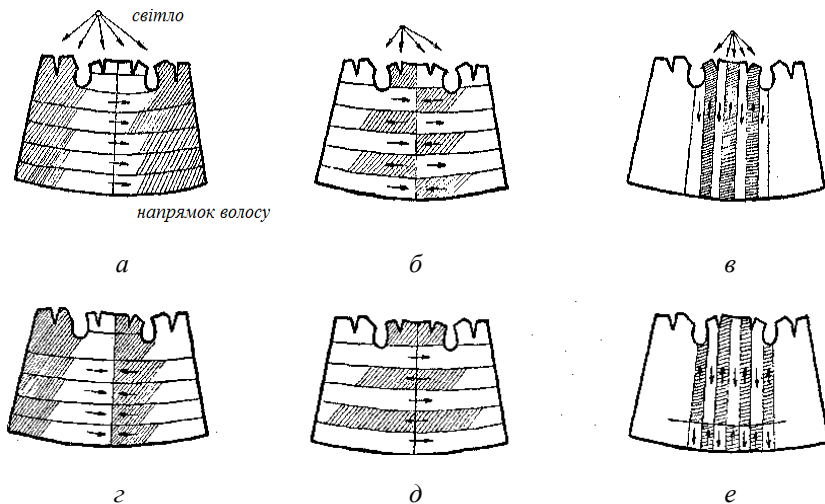 світло
напрямок волосу
а
б
в
г
д
е